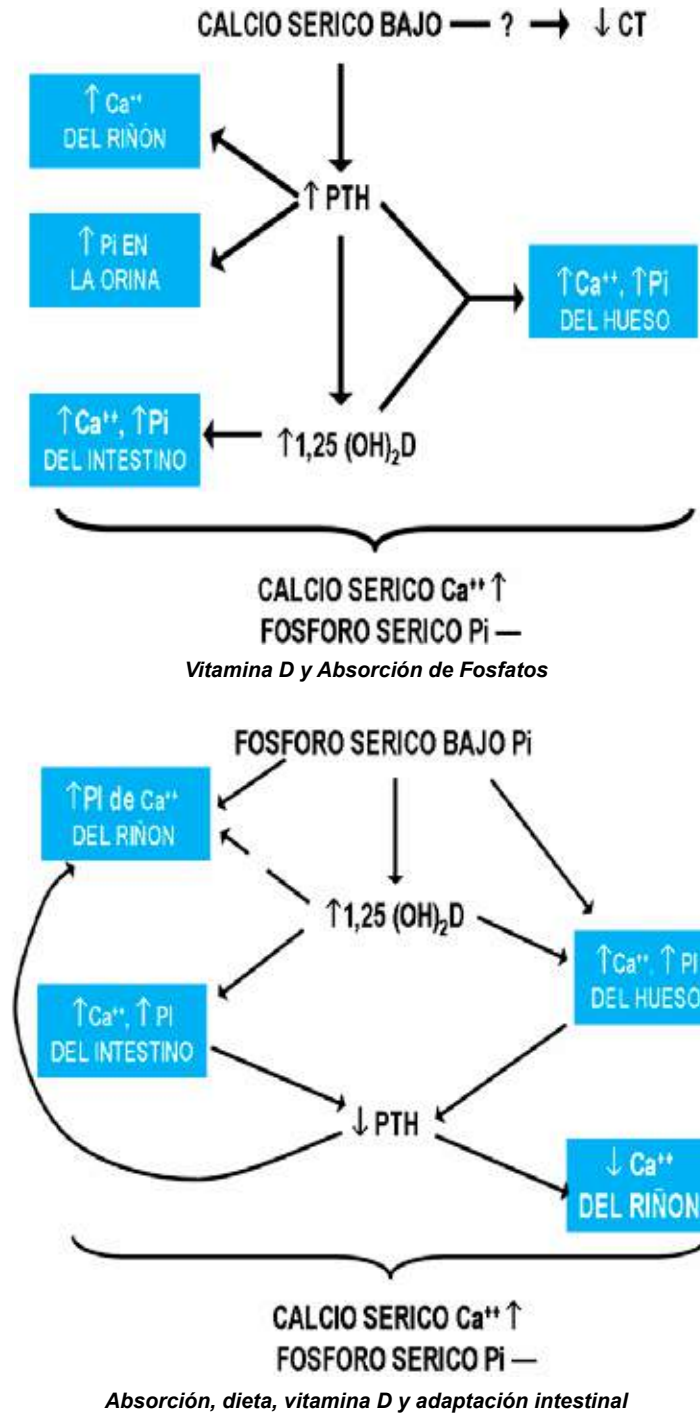 CALCIO SERICO BAJO — ? → ↓ CT
↑ Ca⁺⁺
DEL RIÑÓN
↑ PTH
↑ Pi EN
LA ORINA
↑Ca⁺⁺, ↑Pi
DEL HUESO
↑Ca⁺⁺, ↑Pi
DEL INTESTINO
↑1,25 (OH)₂D
CALCIO SERICO Ca⁺⁺ ↑
FOSFORO SERICO Pi —
Vitamina D y Absorción de Fosfatos
FOSFORO SERICO BAJO Pi
↑PI de Ca⁺⁺
DEL RIÑON
↑1,25 (OH)₂D
↑Ca⁺⁺, ↑ PI
DEL HUESO
↑Ca⁺⁺, ↑ PI
DEL INTESTINO
↓ PTH
↓ Ca⁺⁺
DEL RIÑON
CALCIO SERICO Ca⁺⁺ ↑
FOSFORO SERICO Pi —
Absorción, dieta, vitamina D y adaptación intestinal